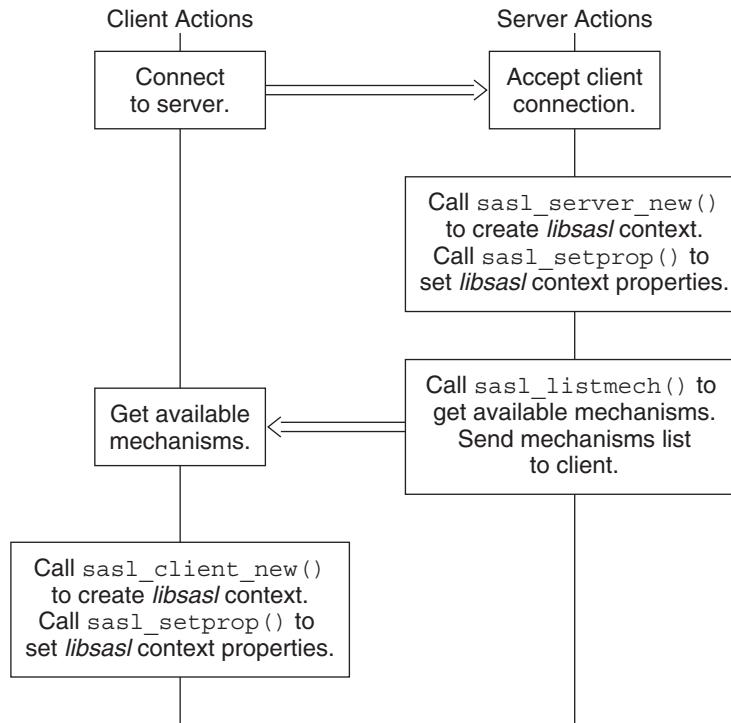 Client Actions
Server Actions
Connect
to server.
Accept client
connection.
Call sasl_server_new()
to create libsasl context.
Call sasl_setprop() to
set libsasl context properties.
Call sasl_listmech() to
get available mechanisms.
Send mechanisms list
to client.
Get available
mechanisms.
Call sasl_client_new()
to create libsasl context.
Call sasl_setprop() to
set libsasl context properties.